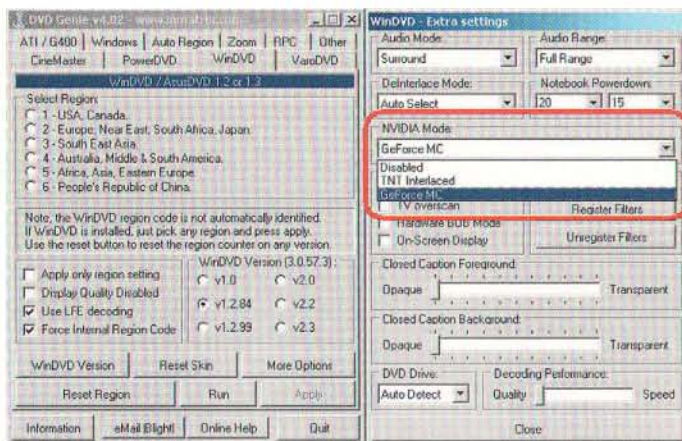 DVD Genie v4.02 - www.inmatrix.com
ATI / G400 Windows Auto Region Zoom RPC Other
CineMaster PowerDVD WinDVD VaroDVD
WinDVD / AsusDVD 1.2 or 1.3
Select Region:
1 - USA, Canada.
2 - Europe, Near East, South Africa, Japan.
3 - South East Asia.
4 - Australia, Middle & South America.
5 - Africa, Asia, Eastern Europe.
6 - People's Republic of China.
Note, the WinDVD region code is not automatically identified.
If WinDVD is installed, just pick any region and press apply.
Use the reset button to reset the region counter on any version.
Apply only region setting
Display Quality Disabled
Use LFE decoding
Force Internal Region Code
WinDVD Version (3.0.57.3) :
v1.0 v2.0
v1.2.84 v2.2
v1.2.99 v2.3
WinDVD Version Reset Skin More Options
Reset Region Run Apply
Information eMail |Blight| Online Help Quit
WinDVD - Extra settings
Audio Mode: Audio Range:
Surround Full Range
DeInterlace Mode: Notebook Powerdown:
Auto Select 20 15
NVIDIA Mode:
GeForce MC
Disabled
TNT Interlaced
GeForce MC
TV overscan Register Filters
Hardware BOB Mode
On-Screen Display Unregister Filters
Closed Caption Foreground:
Opaque Transparent
Closed Caption Background:
Opaque Transparent
DVD Drive: Decoding Performance:
Auto Detect Quality Speed
Close